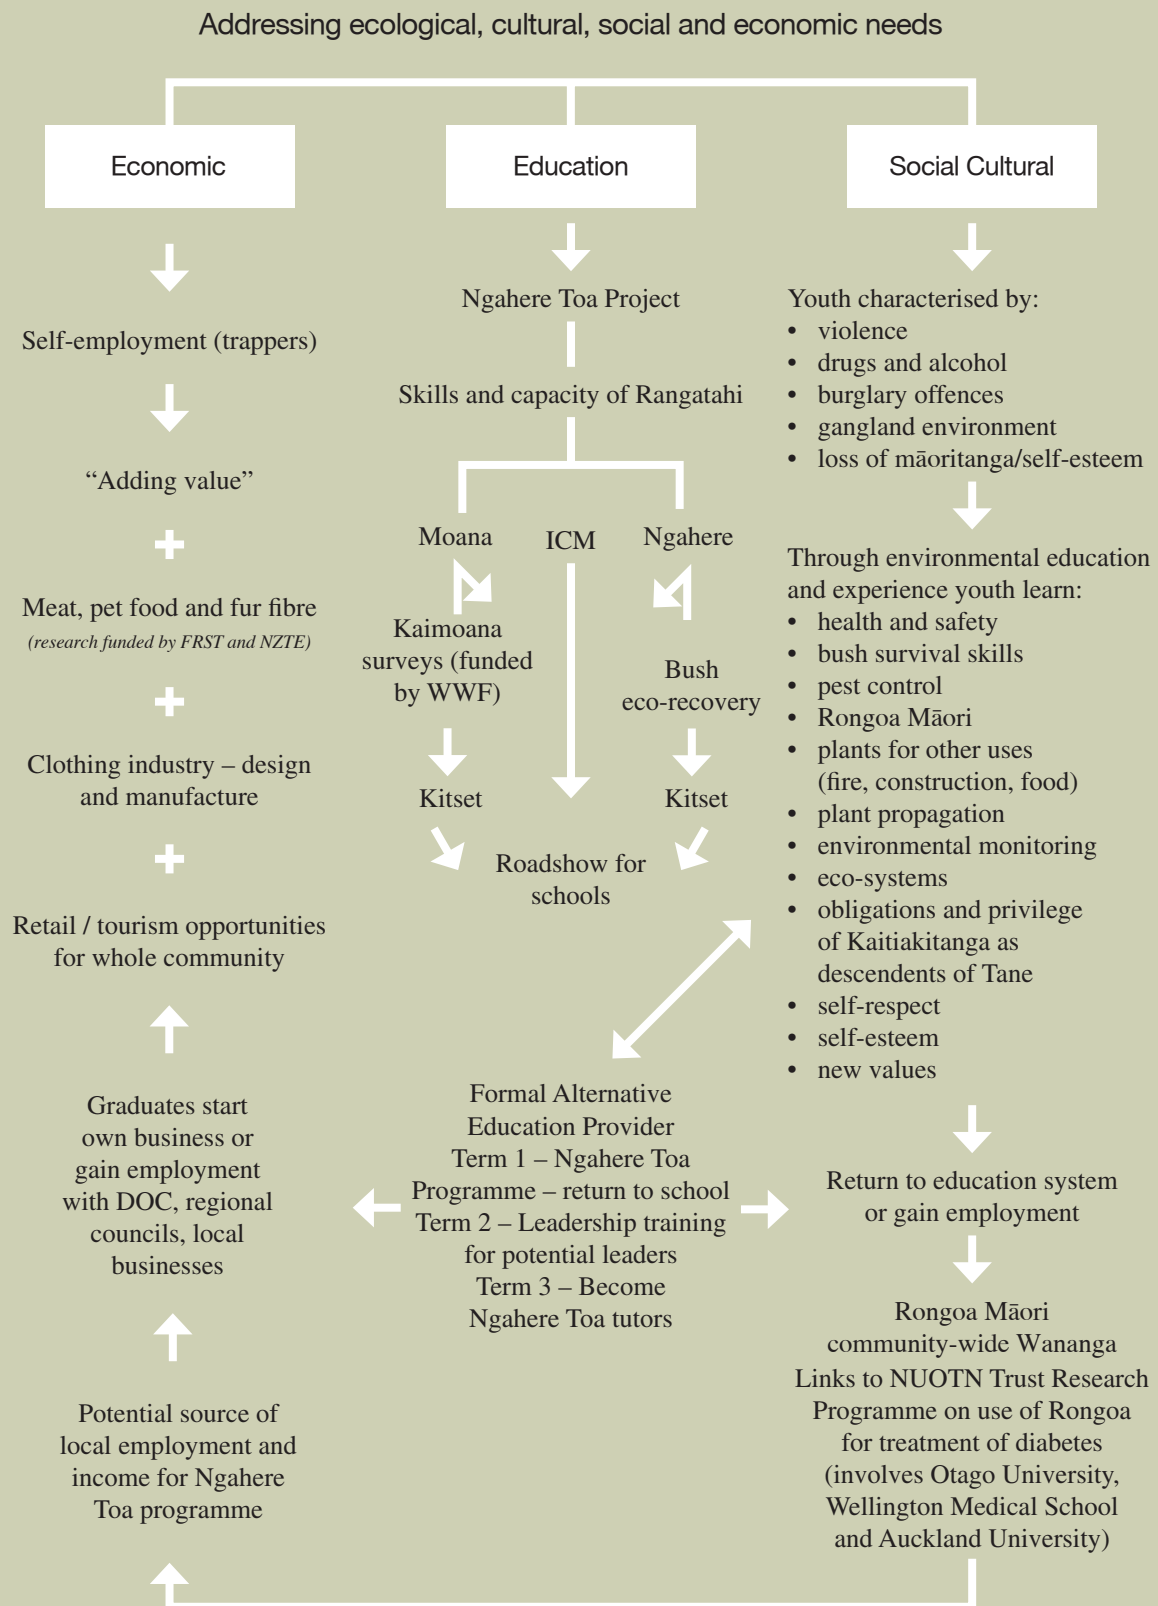 Addressing ecological, cultural, social and economic needs
Economic
Self-employment (trappers)
“Adding value”
Meat, pet food and fur fibre
(research funded by FRST and NZTE)
Clothing industry – design
and manufacture
Retail / tourism opportunities
for whole community
Graduates start
own business or
gain employment
with DOC, regional
councils, local
businesses
Potential source of
local employment and
income for Ngahere
Toa programme
Education
Ngahere Toa Project
Skills and capacity of Rangatahi
Moana
Kaimoana
surveys (funded
by WWF)
Kitset
ICM
Ngahere
Bush
eco-recovery
Kitset
Roadshow for
schools
Formal Alternative
Education Provider
Term 1 – Ngahere Toa
Programme – return to school
Term 2 – Leadership training
for potential leaders
Term 3 – Become
Ngahere Toa tutors
Social Cultural
Youth characterised by:
• violence
• drugs and alcohol
• burglary offences
• gangland environment
• loss of māoritanga/self-esteem
Through environmental education
and experience youth learn:
• health and safety
• bush survival skills
• pest control
• Rongoa Māori
• plants for other uses
(fire, construction, food)
• plant propagation
• environmental monitoring
• eco-systems
• obligations and privilege
of Kaitiakitanga as
descendents of Tane
• self-respect
• self-esteem
• new values
Return to education system
or gain employment
Rongoa Māori
community-wide Wananga
Links to NUOTN Trust Research
Programme on use of Rongoa
for treatment of diabetes
(involves Otago University,
Wellington Medical School
and Auckland University)